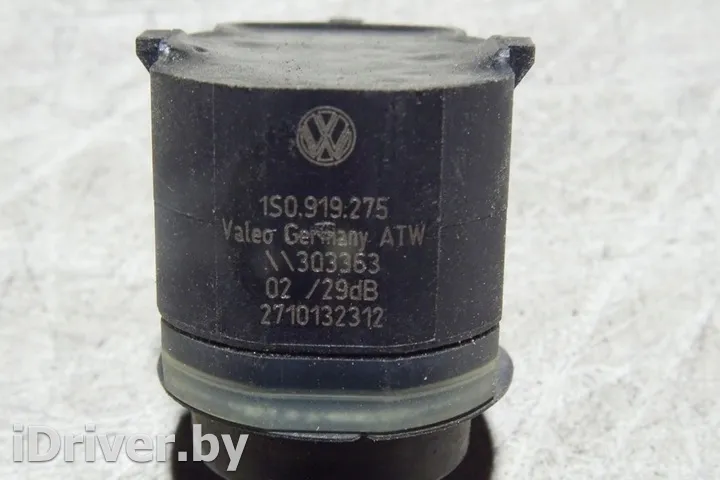 1S0.919.275
Valeo Germany ATW
\\303363
02 /29dB
2710132312
iDriver.by